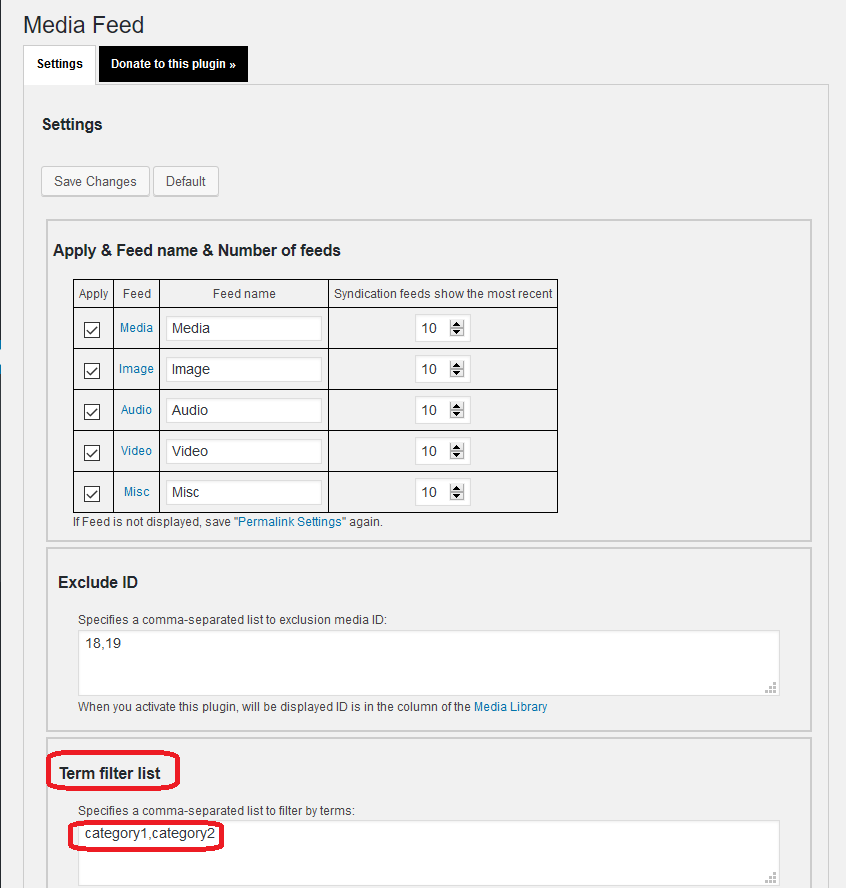 Media Feed
Settings
Donate to this plugin »
Settings
Save Changes
Default
Apply & Feed name & Number of feeds
Apply Feed Feed name Syndication feeds show the most recent
Media Media 10
Image Image 10
Audio Audio 10
Video Video 10
Misc Misc 10
If Feed is not displayed, save "Permalink Settings" again.
Exclude ID
Specifies a comma-separated list to exclusion media ID:
18,19
When you activate this plugin, will be displayed ID is in the column of the Media Library
Term filter list
Specifies a comma-separated list to filter by terms:
category1,category2